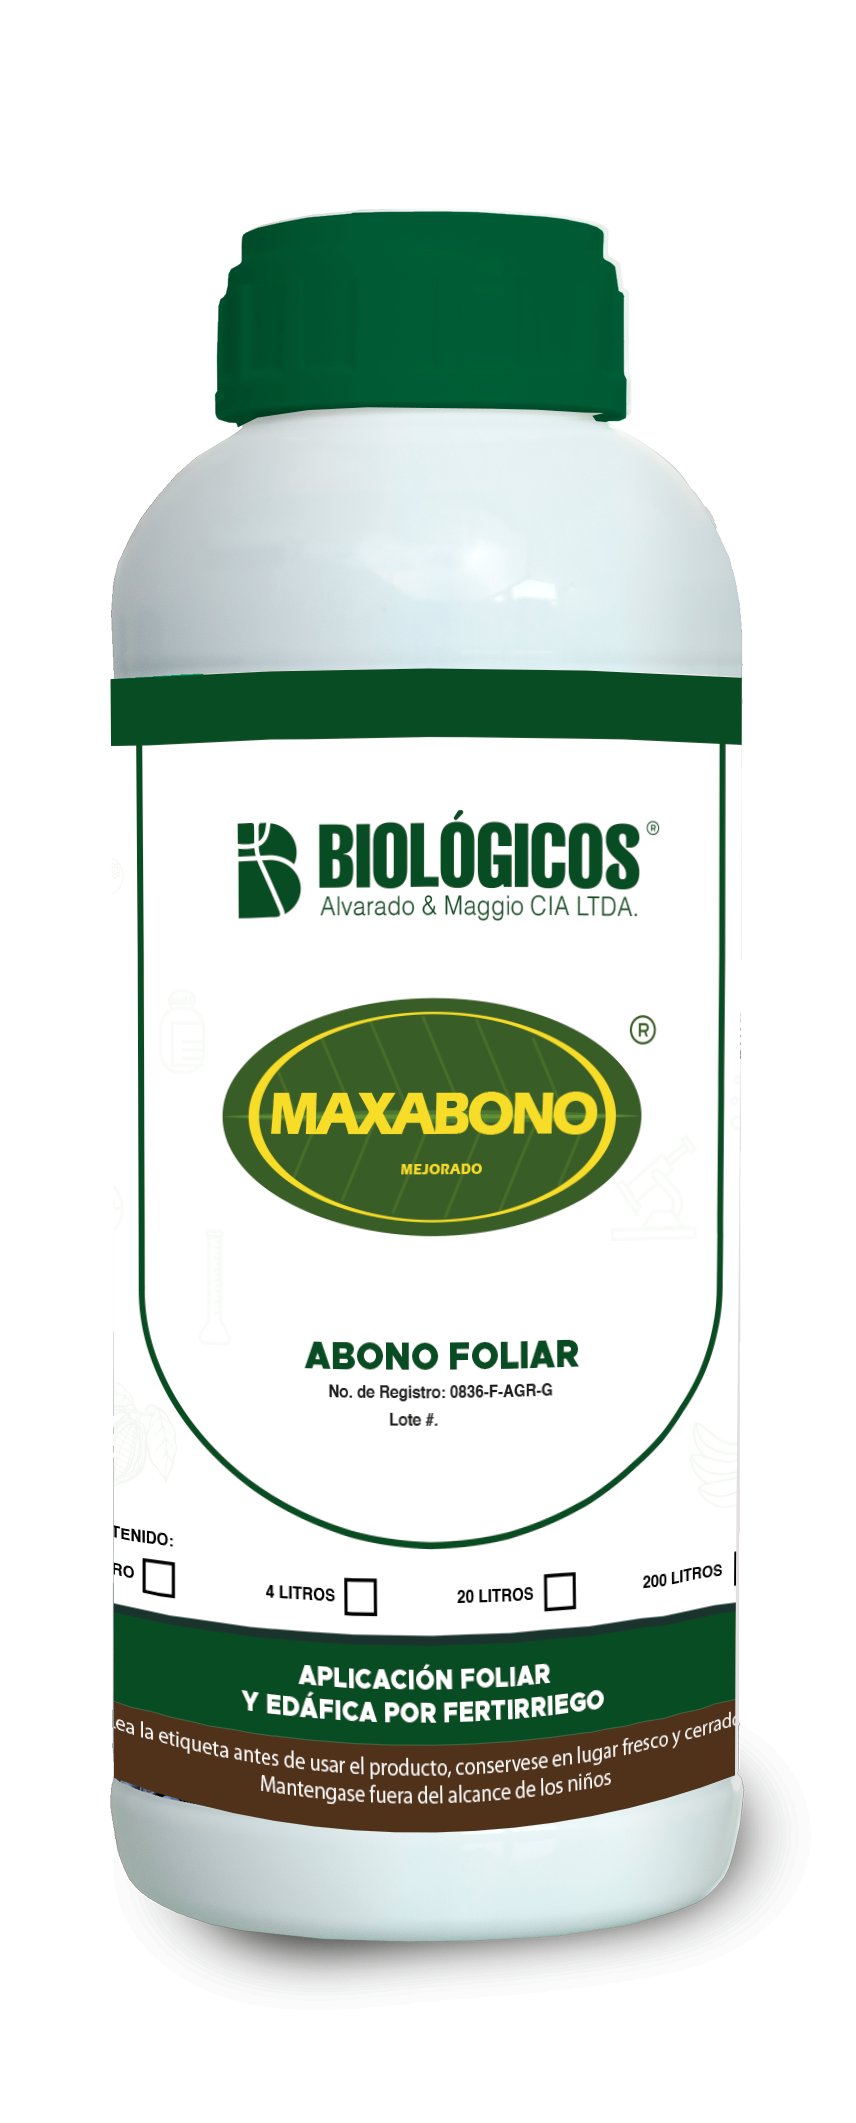 BIOLÓGICOS®
Alvarado & Maggio CIA LTDA.
®
MAXABONO
MEJORADO
ABONO FOLIAR
No. de Registro: 0836-F-AGR-G
Lote #.
TENIDO:
RO
4 LITROS
20 LITROS
200 LITROS
APLICACIÓN FOLIAR
Y EDÁFICA POR FERTIRRIEGO
Lea la etiqueta antes de usar el producto, conservese en lugar fresco y cerrado
Mantengase fuera del alcance de los niños